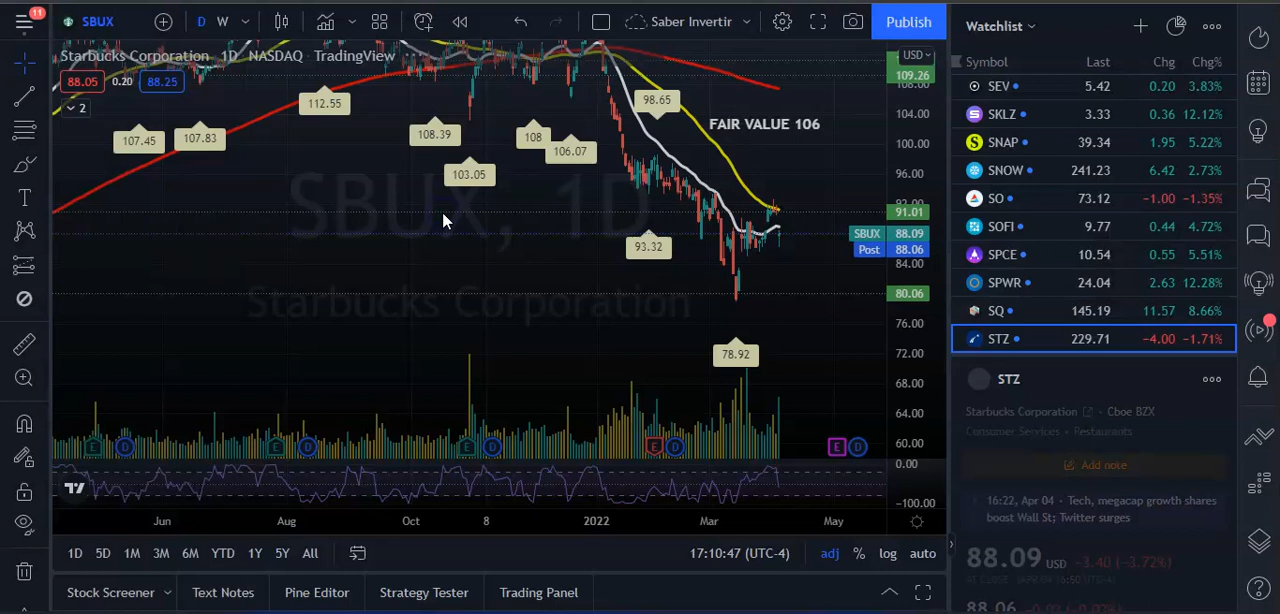 11
SBUX
D
W
Saber Invertir
Publish
Starbucks Corporation 1D NASDAQ TradingView
88.05 0.20 88.25
2
USD
109.26
108.00
104.00
100.00
96.00
92.00
91.01
SBUX 88.09
Post 88.06
84.00
80.06
76.00
72.00
68.00
64.00
60.00
0.00
−100.00
FAIR VALUE 106
98.65
112.55
107.45
107.83
108.39
108
106.07
103.05
93.32
78.92
SBUX, 1D
Starbucks Corporation
E D E D E D E D E D
Jun Aug Oct 8 2022 Mar May
1D 5D 1M 3M 6M YTD 1Y 5Y All
17:10:47 (UTC-4)
adj % log auto
Stock Screener Text Notes Pine Editor Strategy Tester Trading Panel
Watchlist
Symbol Last Chg Chg%
SEV 5.42 0.20 3.83%
SKLZ 3.33 0.36 12.12%
SNAP 39.34 1.95 5.22%
SNOW 241.23 6.42 2.73%
SO 73.12 −1.00 −1.35%
SOFI 9.77 0.44 4.72%
SPCE 10.54 0.55 5.51%
SPWR 24.04 2.63 12.28%
SQ 145.19 11.57 8.66%
STZ 229.71 −4.00 −1.71%
STZ
Starbucks Corporation • Cboe BZX
Consumer Services • Restaurants
Add note
16:22, Apr 04 • Tech, megacap growth shares
boost Wall St; Twitter surges
88.09 USD −3.40 (−3.72%)
88.06